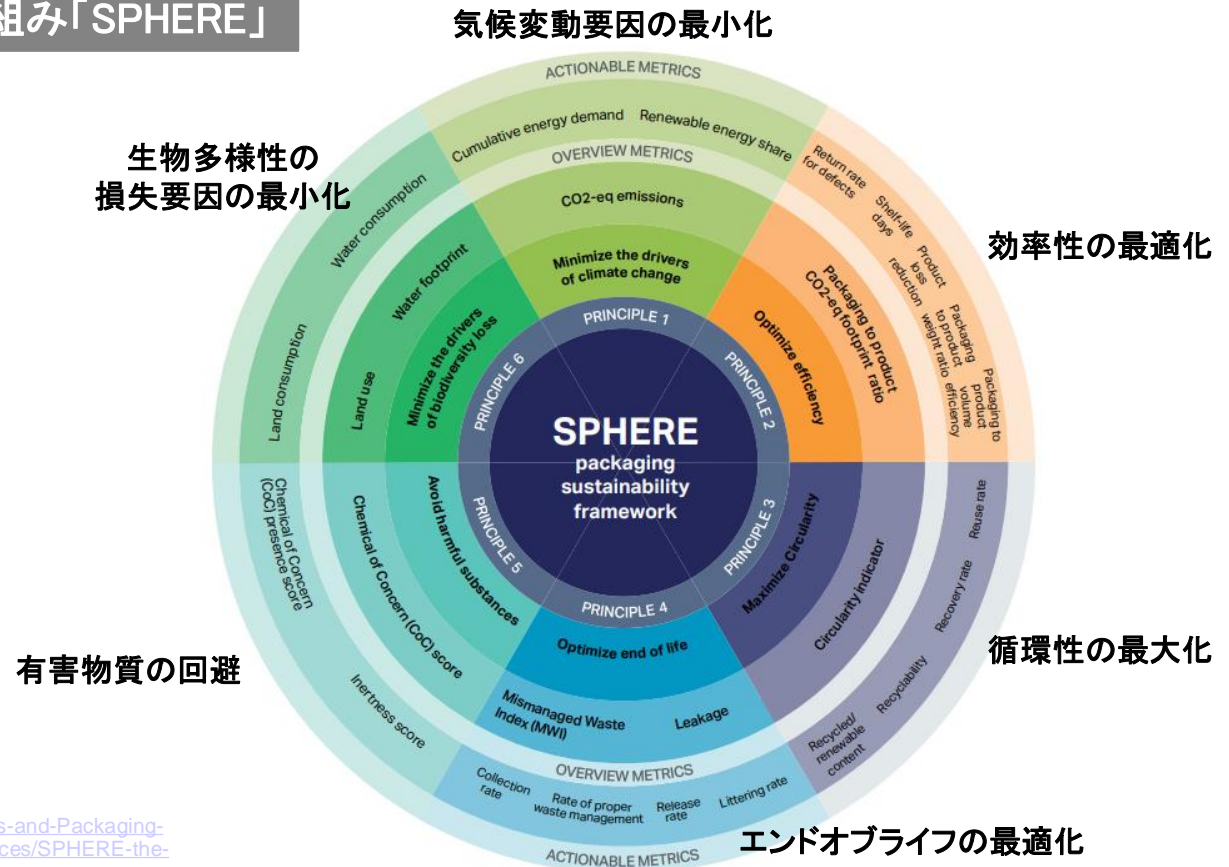 組み「SPHERE」
気候変動要因の最小化
生物多様性の
損失要因の最小化
効率性の最適化
循環性の最大化
エンドオブライフの最適化
有害物質の回避
ACTIONABLE METRICS
Cumulative energy demand
Renewable energy share
OVERVIEW METRICS
CO2-eq emissions
Minimize the drivers
of climate change
PRINCIPLE 1
Return rate
for defects
Shelf-life
days
Product
loss
reduction
Packaging
to product
weight ratio
Packaging to
product
volume
efficiency
Packaging to product
CO2-eq footprint ratio
Optimize efficiency
PRINCIPLE 2
Reuse rate
Recovery rate
Recyclability
Recycled/
renewable
content
Circularity indicator
Maximize Circularity
PRINCIPLE 3
PRINCIPLE 4
Optimize end of life
Mismanaged Waste
Index (MWI)
Leakage
OVERVIEW METRICS
Collection
rate
Rate of proper
waste management
Release
rate
Littering rate
ACTIONABLE METRICS
PRINCIPLE 5
Avoid harmful substances
Chemical of Concern (CoC) score
Chemical of Concern
(CoC) presence score
Inertness score
PRINCIPLE 6
Minimize the drivers
of biodiversity loss
Water footprint
Land use
Water consumption
Land consumption
SPHERE
packaging
sustainability
framework
s-and-Packaging-
ces/SPHERE-the-